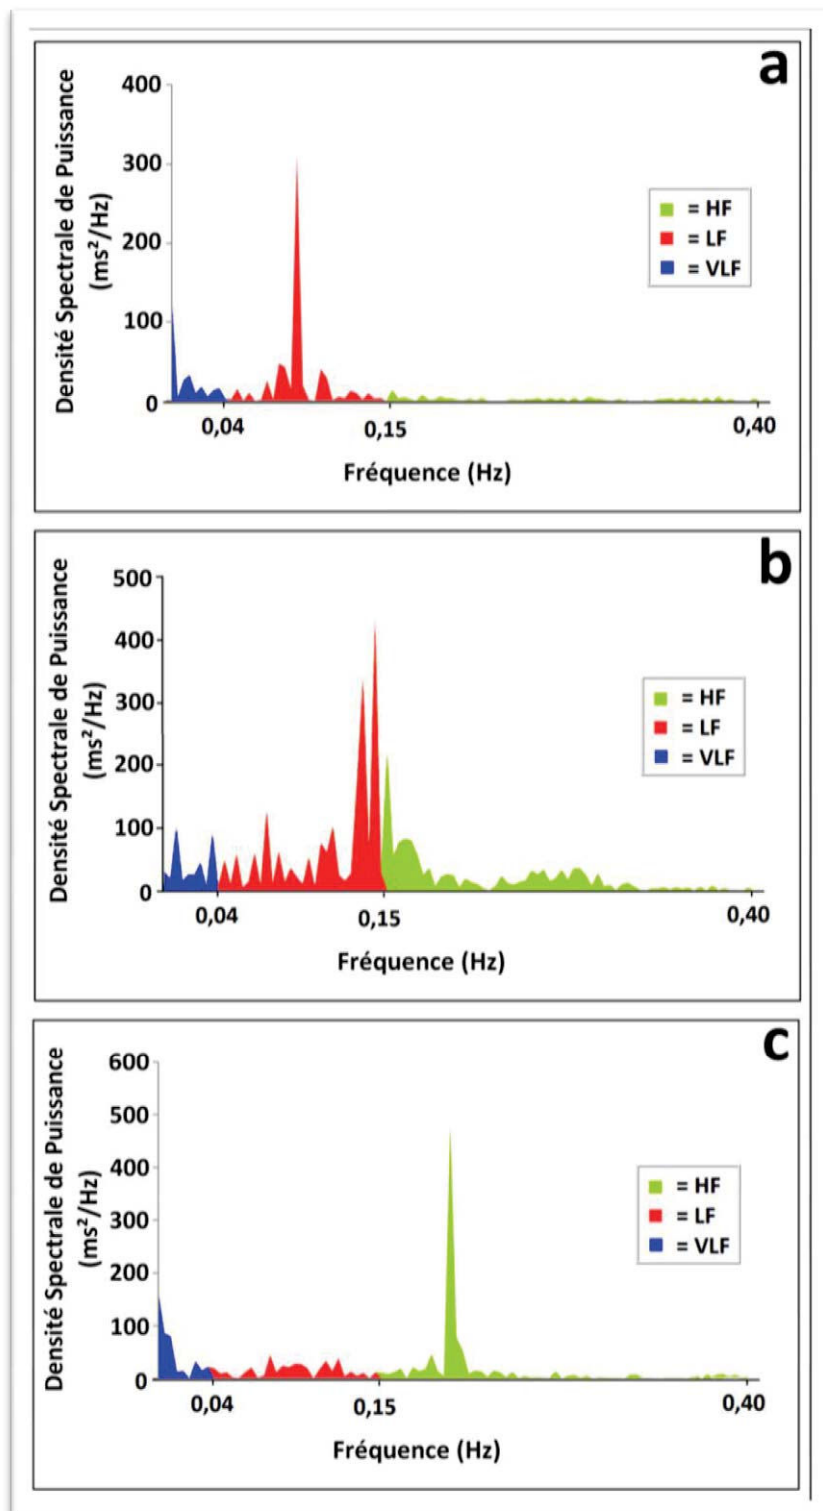 a
Densité Spectrale de Puissance
(ms²/Hz)
400
300
200
100
0
0,04
0,15
0,40
Fréquence (Hz)
= HF
= LF
= VLF
b
Densité Spectrale de Puissance
(ms²/Hz)
500
400
300
200
100
0
0,04
0,15
0,40
Fréquence (Hz)
= HF
= LF
= VLF
c
Densité Spectrale de Puissance
(ms²/Hz)
600
500
400
300
200
100
0
0,04
0,15
0,40
Fréquence (Hz)
= HF
= LF
= VLF